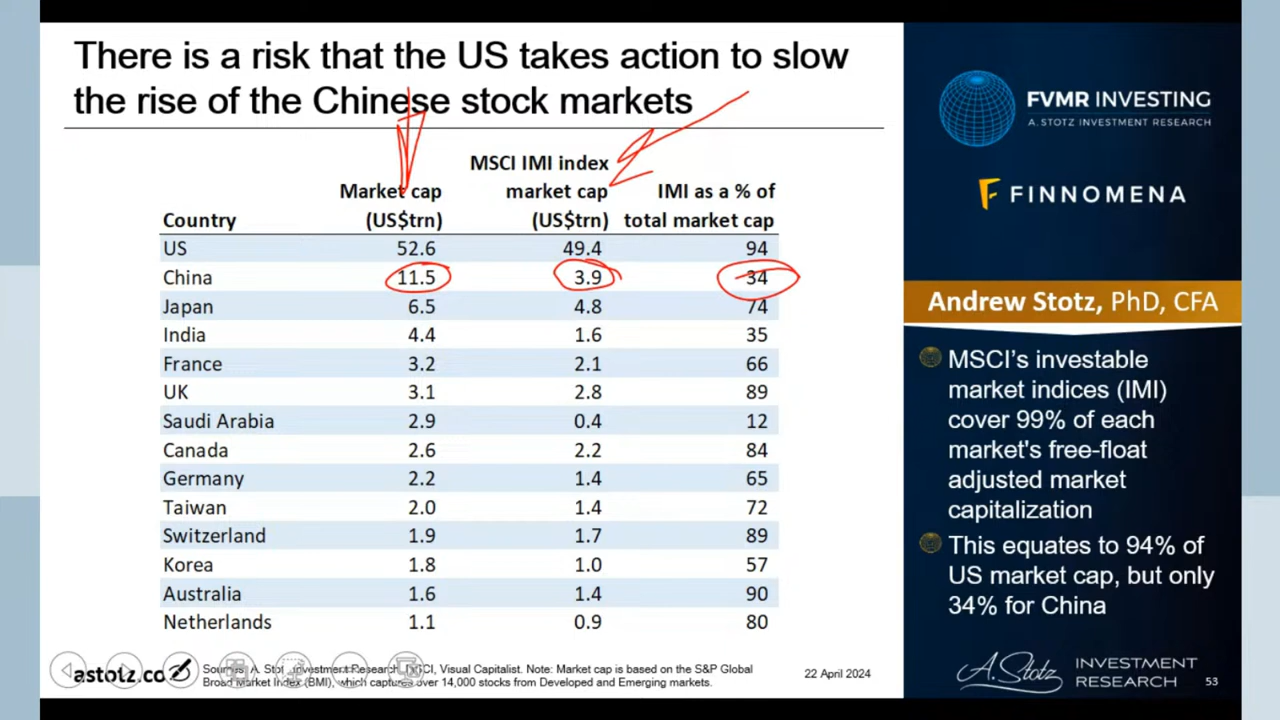 There is a risk that the US takes action to slow
the rise of the Chinese stock markets
MSCI IMI index
Market cap market cap IMI as a % of
Country (US$trn) (US$trn) total market cap
US 52.6 49.4 94
China 11.5 3.9 34
Japan 6.5 4.8 74
India 4.4 1.6 35
France 3.2 2.1 66
UK 3.1 2.8 89
Saudi Arabia 2.9 0.4 12
Canada 2.6 2.2 84
Germany 2.2 1.4 65
Taiwan 2.0 1.4 72
Switzerland 1.9 1.7 89
Korea 1.8 1.0 57
Australia 1.6 1.4 90
Netherlands 1.1 0.9 80
astotz.co
Sources: A. Stotz Investment Research, MSCI, Visual Capitalist. Note: Market cap is based on the S&P Global
Broad Market Index (BMI), which captures over 14,000 stocks from Developed and Emerging markets.
22 April 2024
FVMR INVESTING
A. STOTZ INVESTMENT RESEARCH
FINNOMENA
Andrew Stotz, PhD, CFA
MSCI’s investable
market indices (IMI)
cover 99% of each
market's free-float
adjusted market
capitalization
This equates to 94% of
US market cap, but only
34% for China
A. Stotz INVESTMENT
RESEARCH
53